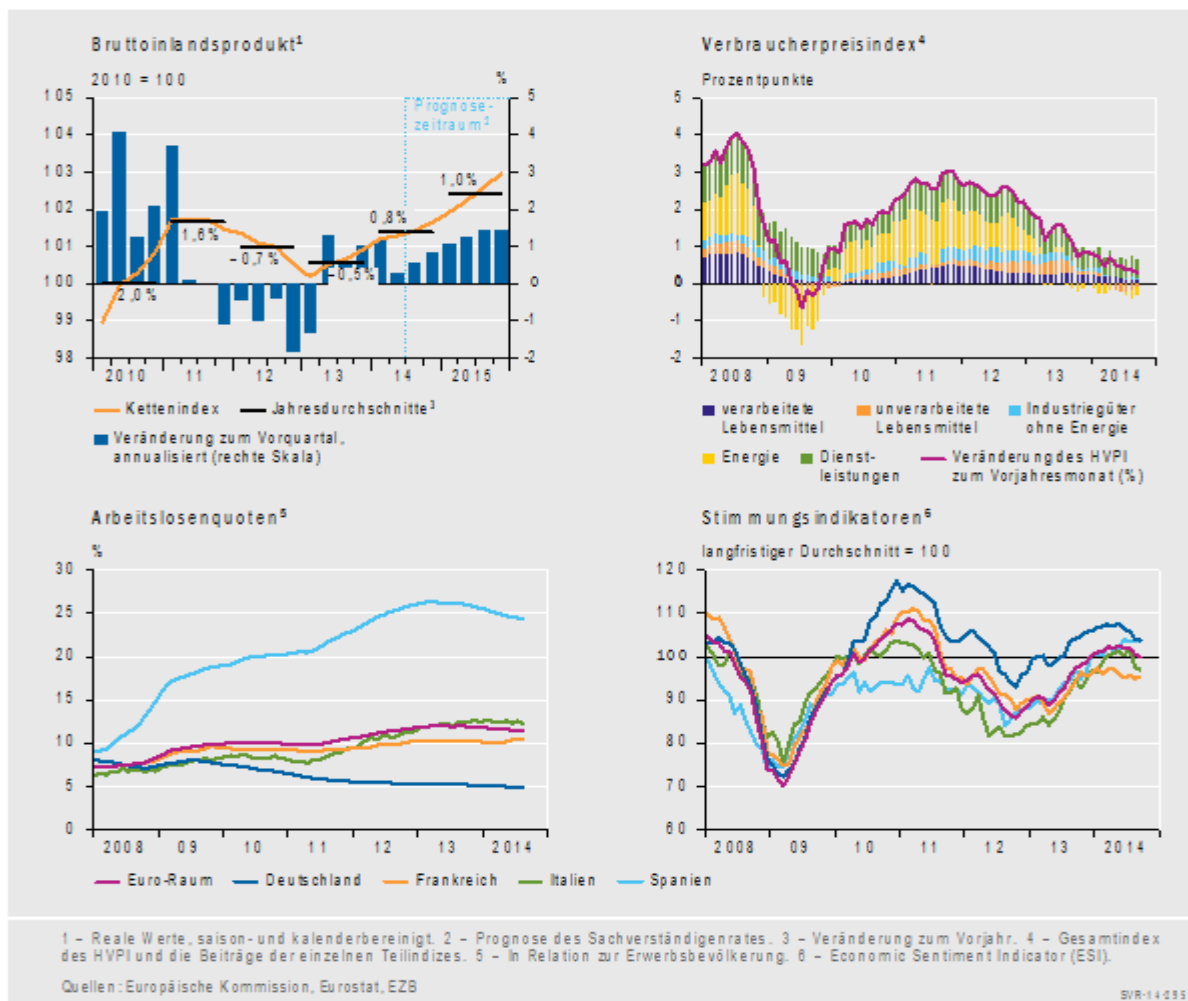 Bruttoinlandsprodukt¹
2010 = 100
%
105
104
103
102
101
100
99
98
5
4
3
2
1
0
-1
-2
Prognose-
zeitraum²
2,0%
1,6%
–0,7%
–0,5%
0,8%
1,0%
2010 11 12 13 14 2015
Kettenindex Jahresdurchschnitte³
Veränderung zum Vorquartal,
annualisiert (rechte Skala)
Verbraucherpreisindex⁴
Prozentpunkte
5
4
3
2
1
0
-1
-2
2008 09 10 11 12 13 2014
verarbeitete Lebensmittel
unverarbeitete Lebensmittel
Industriegüter ohne Energie
Energie
Dienst-
leistungen
Veränderung des HVPI
zum Vorjahresmonat (%)
Arbeitslosenquoten⁵
%
30
25
20
15
10
5
0
2008 09 10 11 12 13 2014
Stimmungsindikatoren⁶
langfristiger Durchschnitt = 100
120
110
100
90
80
70
60
2008 09 10 11 12 13 2014
Euro-Raum Deutschland Frankreich Italien Spanien
1 – Reale Werte, saison- und kalenderbereinigt. 2 – Prognose des Sachverständigenrates. 3 – Veränderung zum Vorjahr. 4 – Gesamtindex
des HVPI und die Beiträge der einzelnen Teilindizes. 5 – In Relation zur Erwerbsbevölkerung. 6 – Economic Sentiment Indicator (ESI).
Quellen: Europäische Kommission, Eurostat, EZB